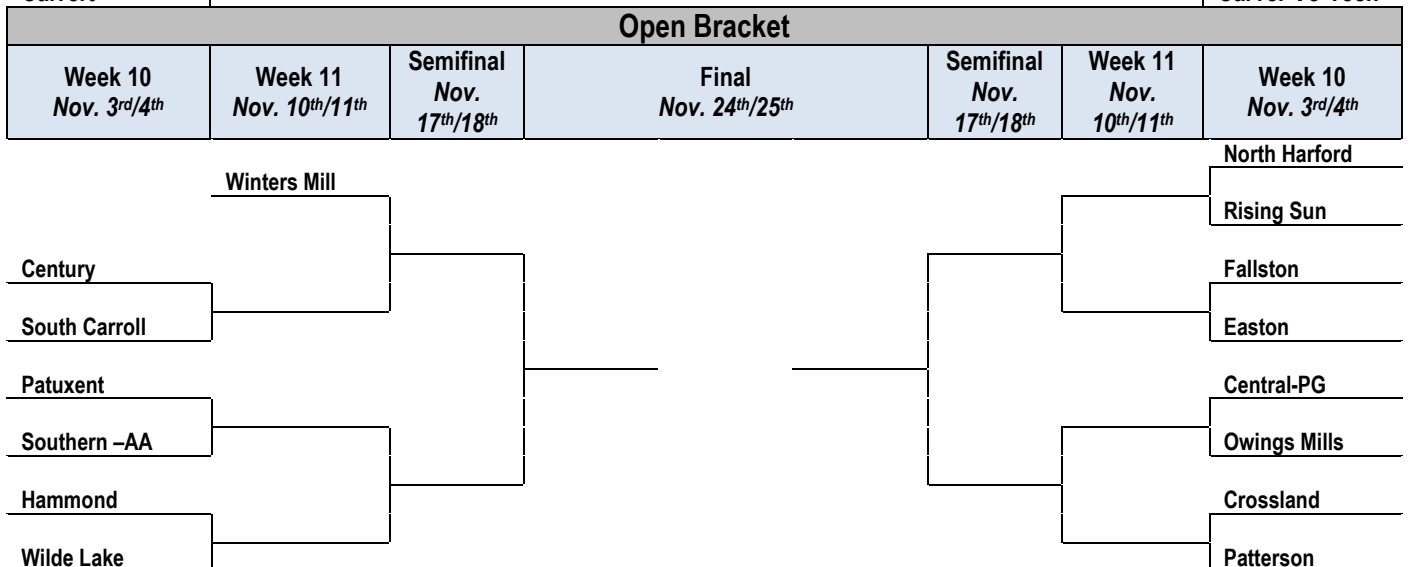 Open Bracket
Week 10
Nov. 3rd/4th
Week 11
Nov. 10th/11th
Semifinal
Nov.
17th/18th
Final
Nov. 24th/25th
Semifinal
Nov.
17th/18th
Week 11
Nov.
10th/11th
Week 10
Nov. 3rd/4th
North Harford
Winters Mill
Rising Sun
Century
Fallston
South Carroll
Easton
Patuxent
Central-PG
Southern –AA
Owings Mills
Hammond
Crossland
Wilde Lake
Patterson